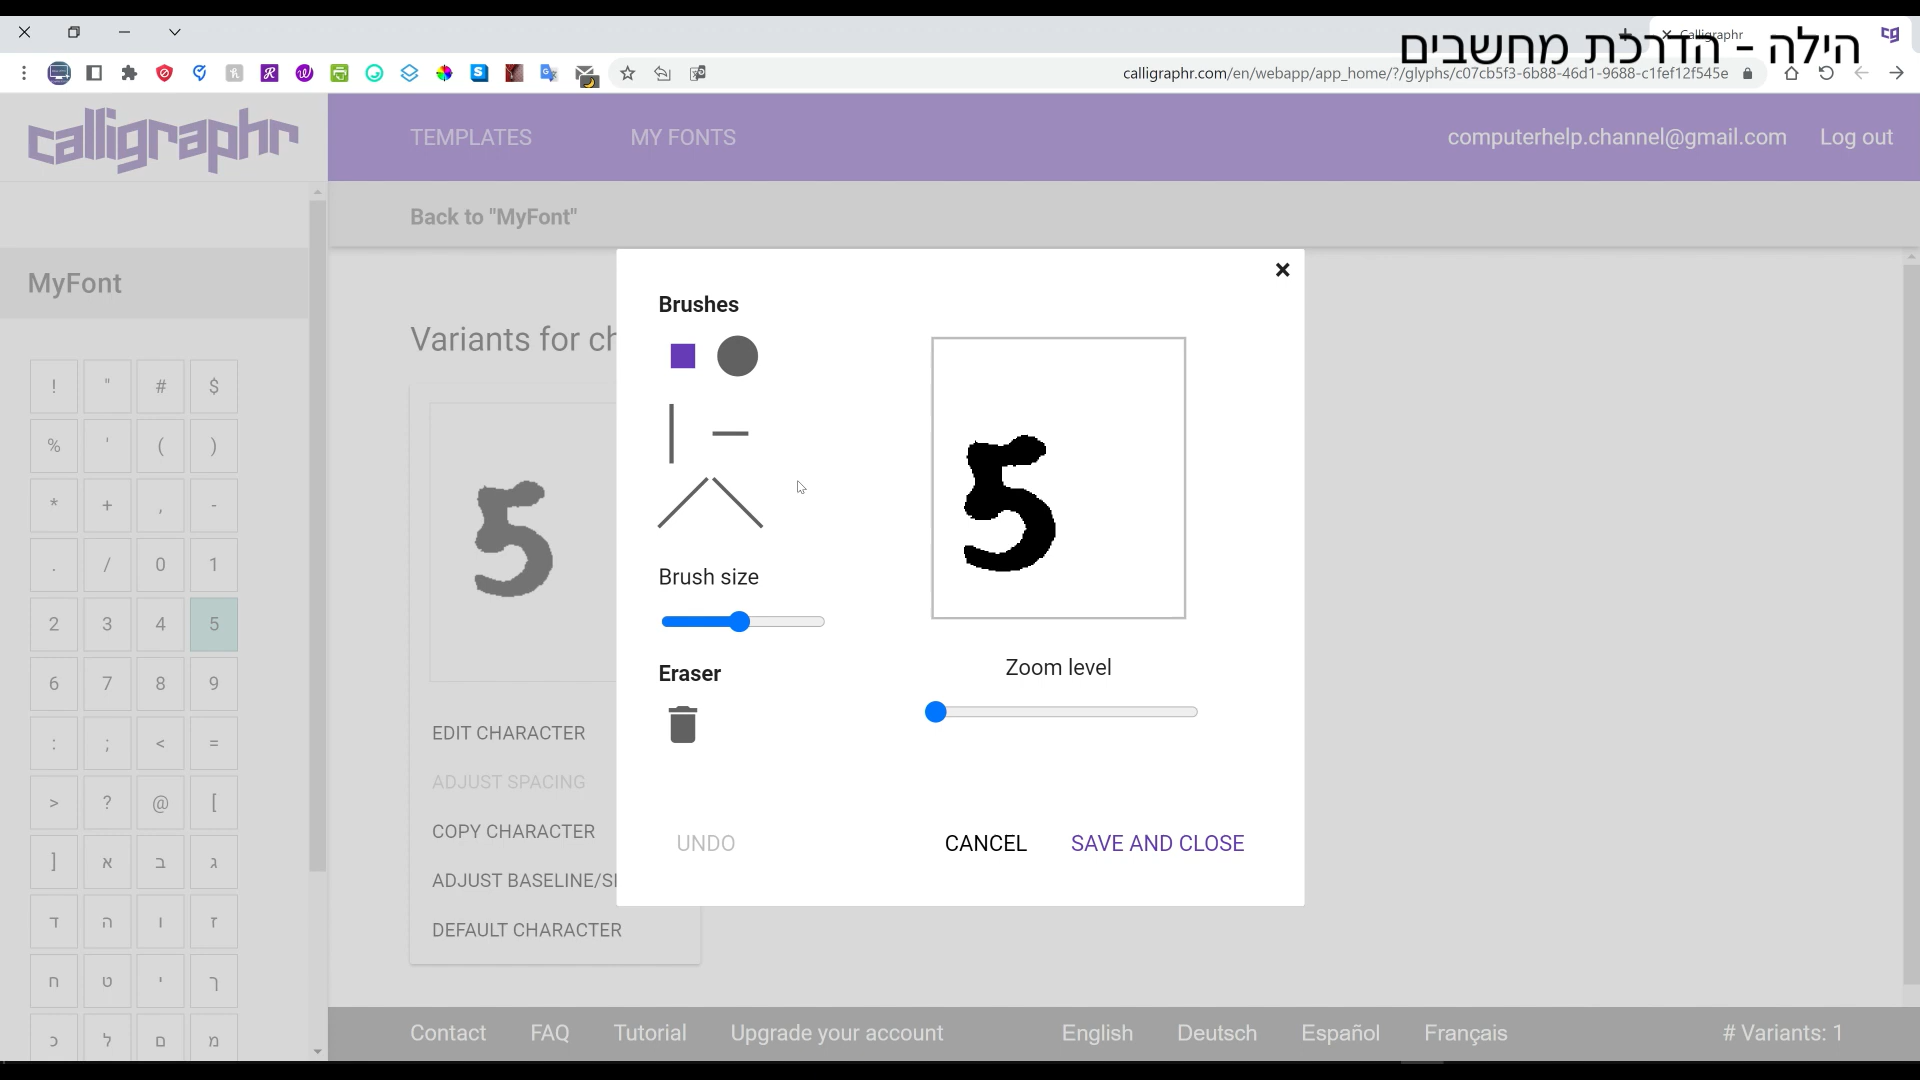 הילה - הדרכת מחשבים
Calligraphr
calligraphr.com/en/webapp/app_home/?/glyphs/c07cb5f3-6b88-46d1-9688-c1fef12f545e
calligraphr
TEMPLATES MY FONTS computerhelp.channel@gmail.com Log out
Back to "MyFont"
MyFont
Variants for ch
! " # $
% ' ( )
* + , -
. / 0 1
2 3 4 5
6 7 8 9
: ; < =
> ? @ [
] א ב ג
ד ה ו ז
ח ט י ך
כ ל ם מ
5
EDIT CHARACTER
ADJUST SPACING
COPY CHARACTER
ADJUST BASELINE/SI
DEFAULT CHARACTER
Brushes
Brush size
Eraser
5
Zoom level
UNDO CANCEL SAVE AND CLOSE
Contact FAQ Tutorial Upgrade your account English Deutsch Español Français # Variants: 1